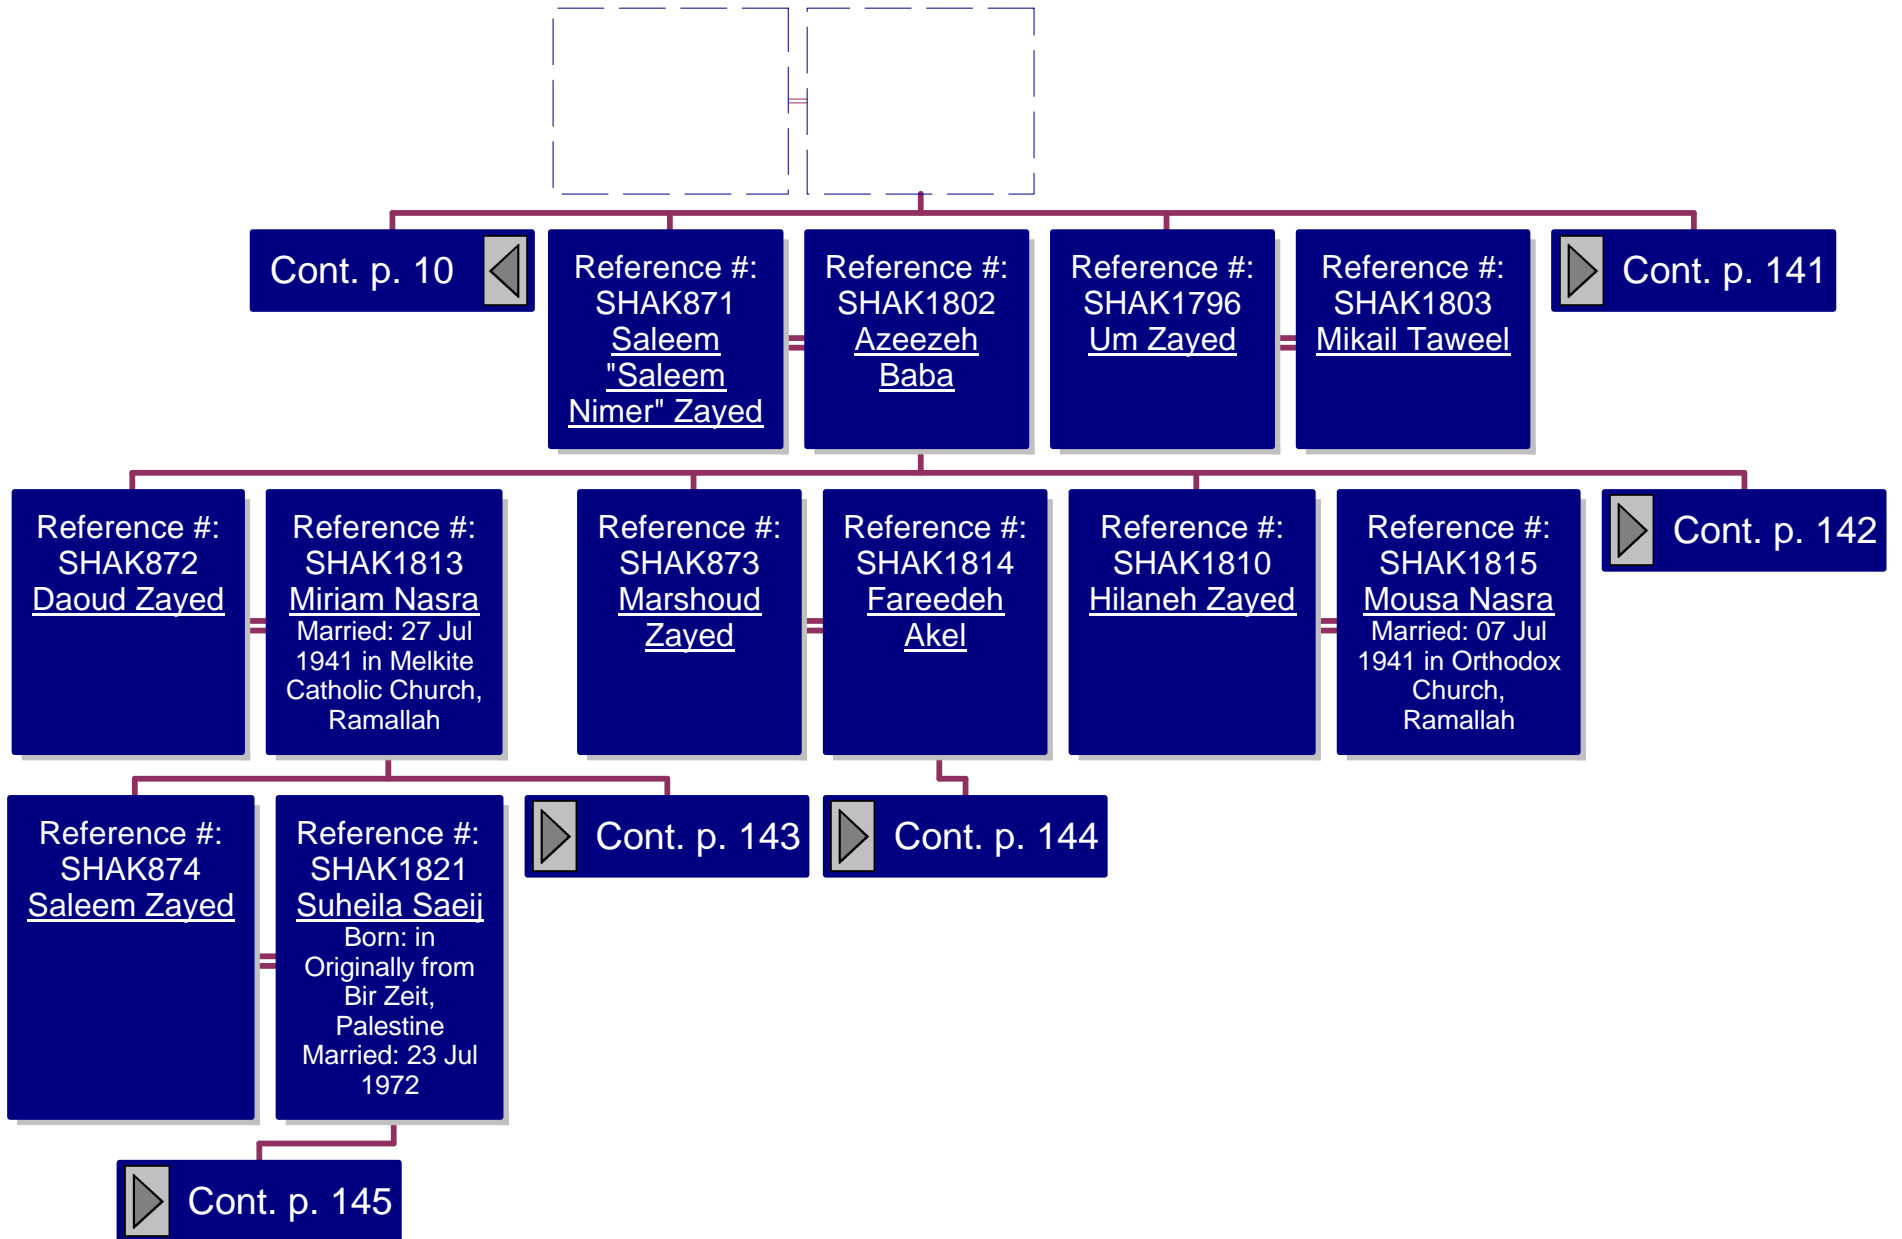 Cont. p. 10
Reference #:
SHAK871
Saleem
"Saleem
Nimer" Zayed
Reference #:
SHAK1802
Azeezeh
Baba
Reference #:
SHAK1796
Um Zayed
Reference #:
SHAK1803
Mikail Taweel
Cont. p. 141
Reference #:
SHAK872
Daoud Zayed
Reference #:
SHAK1813
Miriam Nasra
Married: 27 Jul
1941 in Melkite
Catholic Church,
Ramallah
Reference #:
SHAK873
Marshoud
Zayed
Reference #:
SHAK1814
Fareedeh
Akel
Reference #:
SHAK1810
Hilaneh Zayed
Reference #:
SHAK1815
Mousa Nasra
Married: 07 Jul
1941 in Orthodox
Church,
Ramallah
Cont. p. 142
Reference #:
SHAK874
Saleem Zayed
Reference #:
SHAK1821
Suheila Saeij
Born: in
Originally from
Bir Zeit,
Palestine
Married: 23 Jul
1972
Cont. p. 143
Cont. p. 144
Cont. p. 145